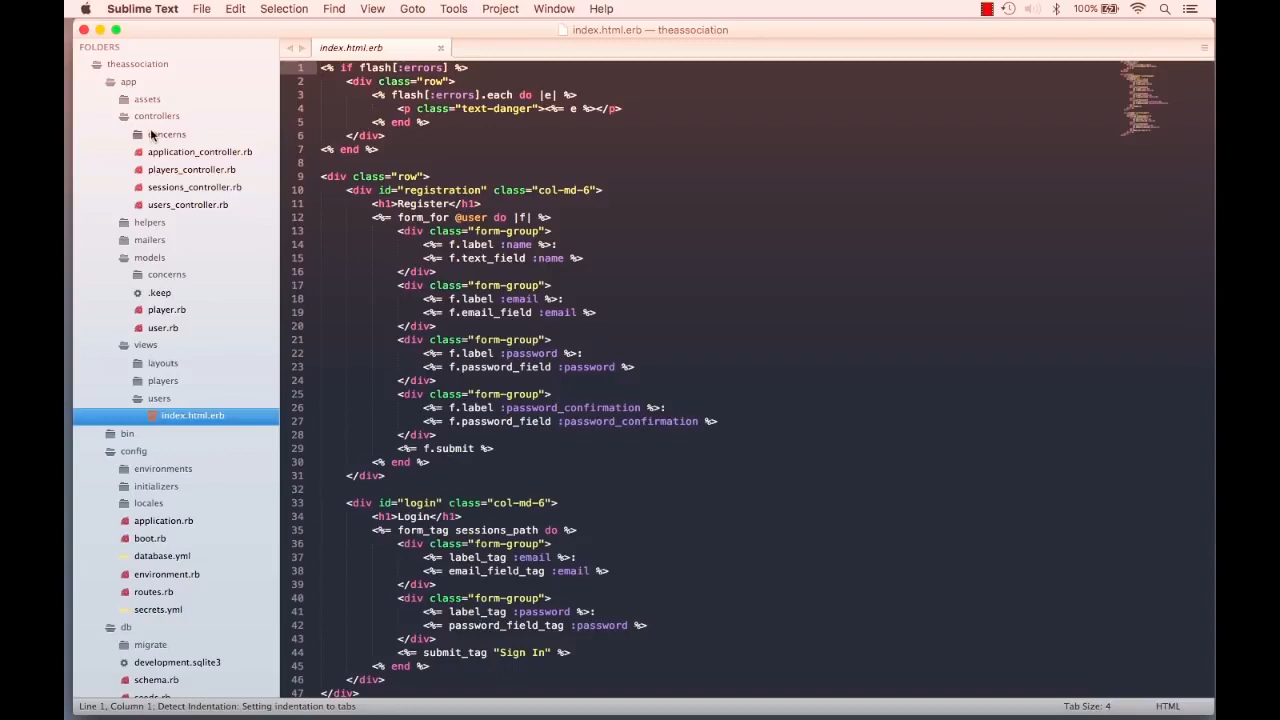 Sublime Text File Edit Selection Find View Goto Tools Project Window Help 100%
index.html.erb — theassociation
FOLDERS
theassociation
app
assets
controllers
concerns
application_controller.rb
players_controller.rb
sessions_controller.rb
users_controller.rb
helpers
mailers
models
concerns
.keep
player.rb
user.rb
views
layouts
players
users
index.html.erb
bin
config
environments
initializers
locales
application.rb
boot.rb
database.yml
environment.rb
routes.rb
secrets.yml
db
migrate
development.sqlite3
schema.rb
seeds.rb
index.html.erb
1 <% if flash[:errors] %>
2 <div class="row">
3 <% flash[:errors].each do |e| %>
4 <p class="text-danger"><%= e %></p>
5 <% end %>
6 </div>
7 <% end %>
8
9 <div class="row">
10 <div id="registration" class="col-md-6">
11 <h1>Register</h1>
12 <%= form_for @user do |f| %>
13 <div class="form-group">
14 <%= f.label :name %>:
15 <%= f.text_field :name %>
16 </div>
17 <div class="form-group">
18 <%= f.label :email %>:
19 <%= f.email_field :email %>
20 </div>
21 <div class="form-group">
22 <%= f.label :password %>:
23 <%= f.password_field :password %>
24 </div>
25 <div class="form-group">
26 <%= f.label :password_confirmation %>:
27 <%= f.password_field :password_confirmation %>
28 </div>
29 <%= f.submit %>
30 <% end %>
31 </div>
32
33 <div id="login" class="col-md-6">
34 <h1>Login</h1>
35 <%= form_tag sessions_path do %>
36 <div class="form-group">
37 <%= label_tag :email %>:
38 <%= email_field_tag :email %>
39 </div>
40 <div class="form-group">
41 <%= label_tag :password %>:
42 <%= password_field_tag :password %>
43 </div>
44 <%= submit_tag "Sign In" %>
45 <% end %>
46 </div>
47 </div>
Line 1, Column 1; Detect Indentation: Setting indentation to tabs Tab Size: 4 HTML